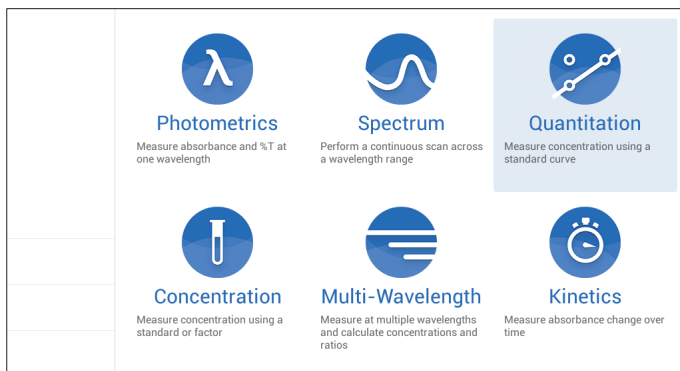 λ
Photometrics
Measure absorbance and %T at
one wavelength
Spectrum
Perform a continuous scan across
a wavelength range
Quantitation
Measure concentration using a
standard curve
Concentration
Measure concentration using a
standard or factor
Multi-Wavelength
Measure at multiple wavelengths
and calculate concentrations and
ratios
Kinetics
Measure absorbance change over
time